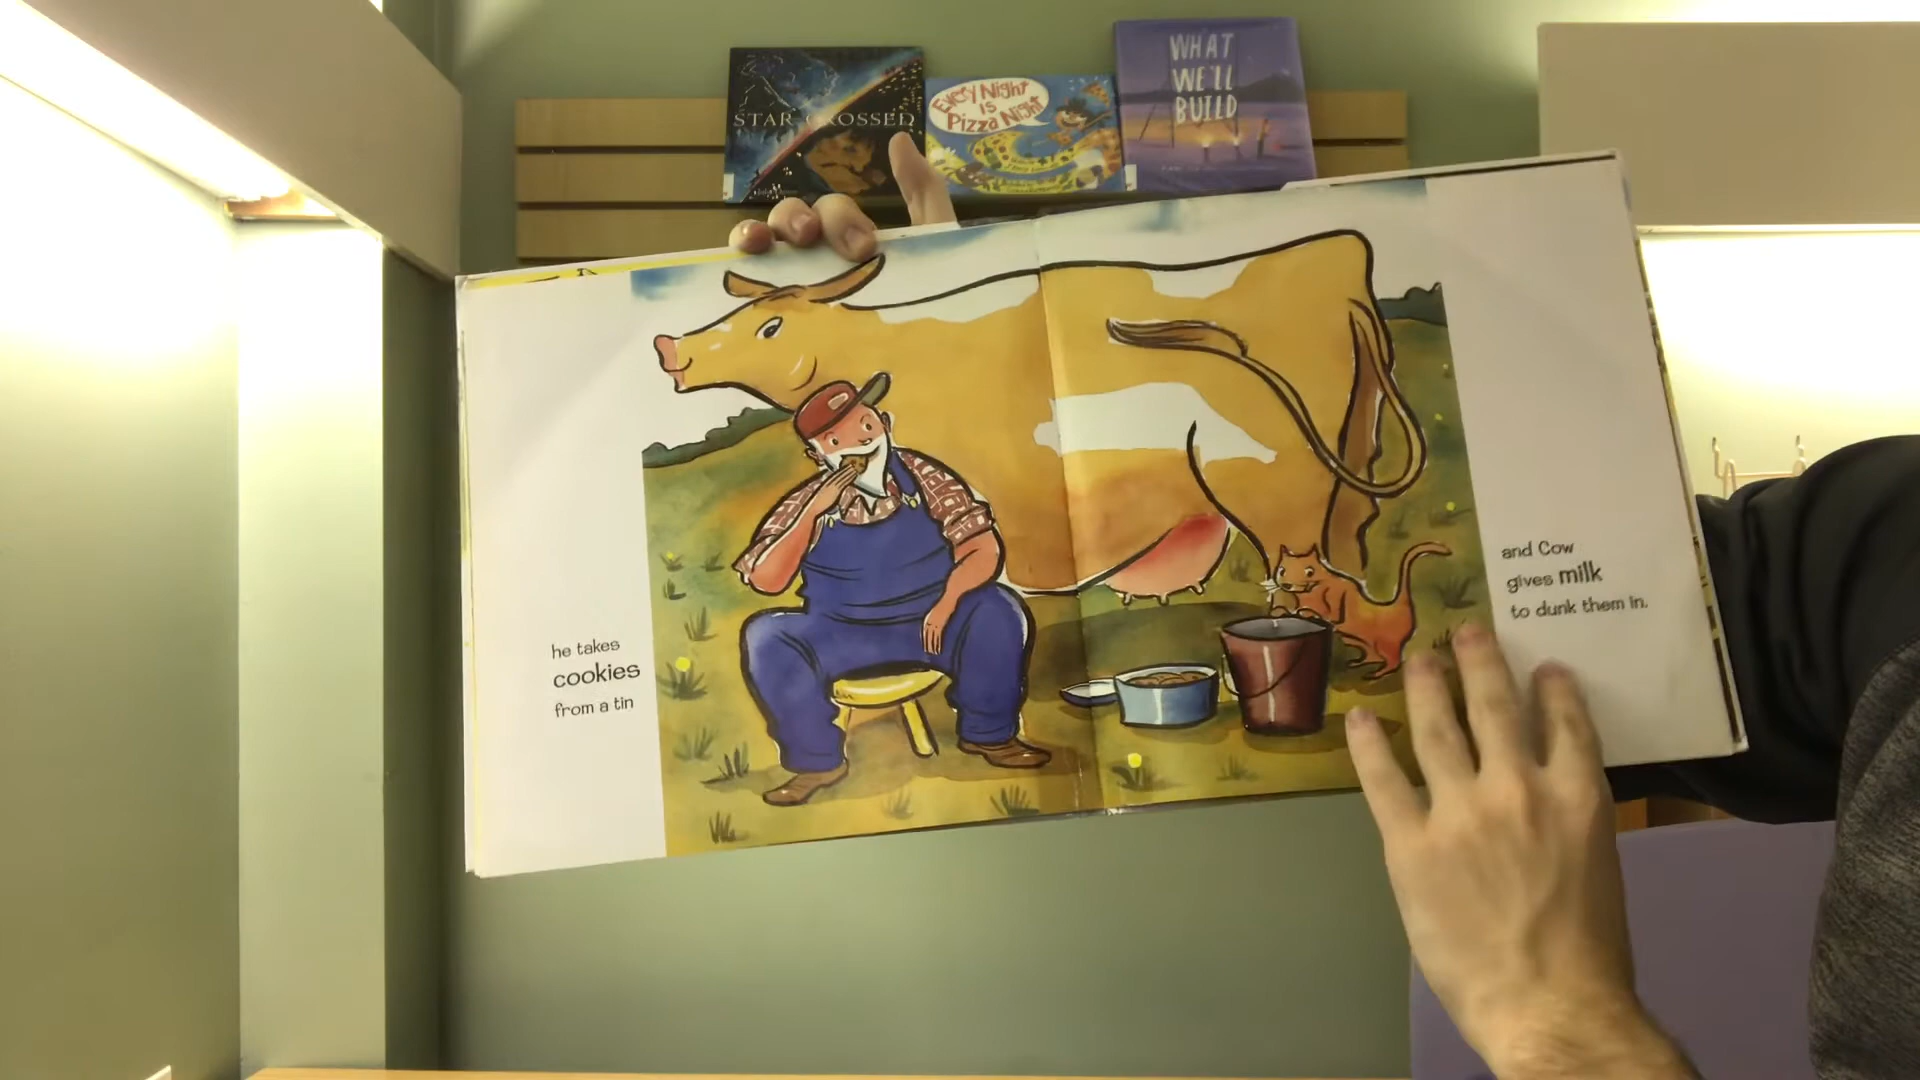 STAR CROSSED
Every Night
is
Pizza Night
WHAT
WE'LL
BUILD
he takes
cookies
from a tin
and Cow
gives milk
to dunk them in.